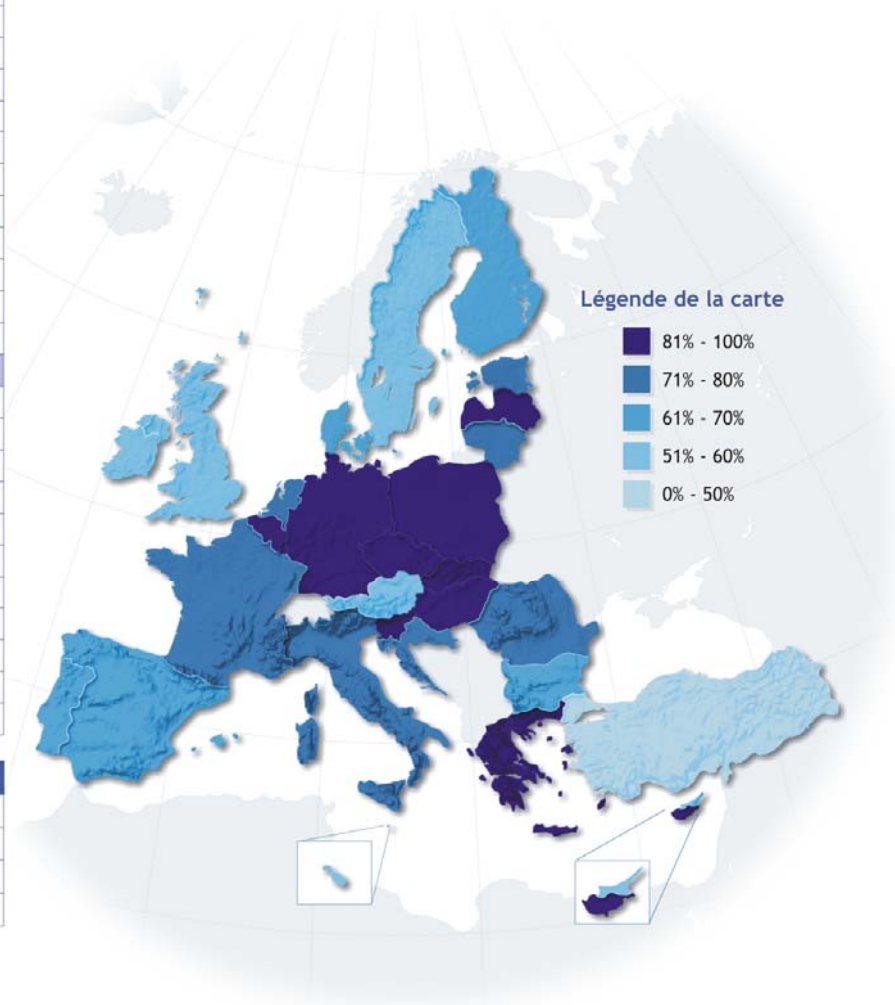 Légende de la carte
81% - 100%
71% - 80%
61% - 70%
51% - 60%
0% - 50%